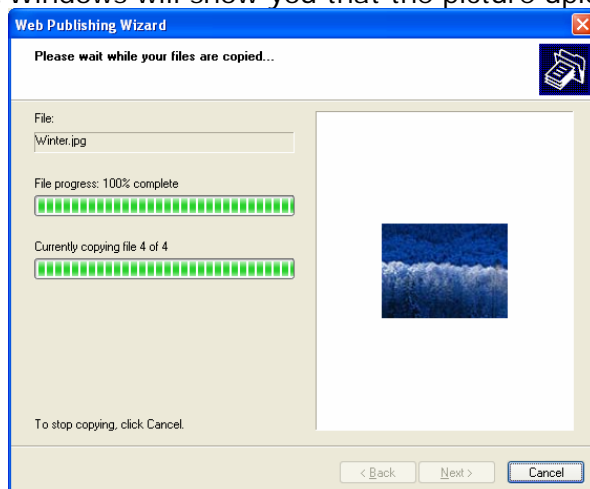 Windows will show you that the picture uplo
Web Publishing Wizard
Please wait while your files are copied...
File:
Winter.jpg
File progress: 100% complete
Currently copying file 4 of 4
To stop copying, click Cancel.
< Back Next > Cancel